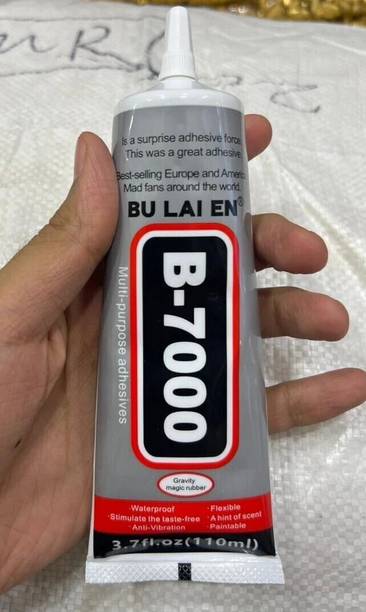 Is a surprise adhesive force
This was a great adhesive
Best-selling Europe and America
Mad fans around the world
BU LAI EN®
B-7000
Multi-purpose adhesives
Gravity
magic rubber
·Waterproof ·Flexible
·Stimulate the taste-free ·A hint of scent
·Anti-Vibration ·Paintable
3.7fl.oz(110ml)